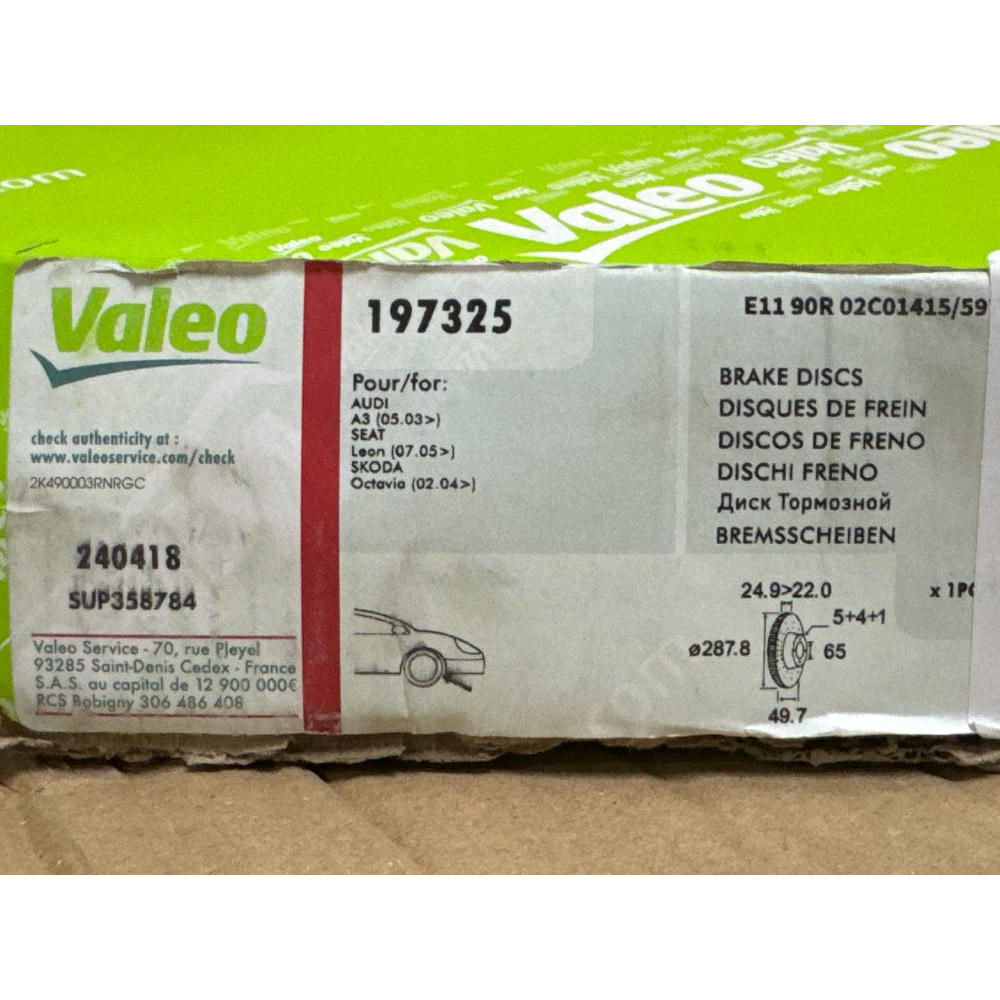 .com
Valeo
Valeo
197325
E11 90R 02C01415/59
Pour/for:
AUDI
A3 (05.03>)
SEAT
Leon (07.05>)
SKODA
Octavia (02.04>)
BRAKE DISCS
DISQUES DE FREIN
DISCOS DE FRENO
DISCHI FRENO
Диск Тормозной
BREMSSCHEIBEN
check authenticity at :
www.valeoservice.com/check
2K490003RNRGC
240418
SUP358784
Valeo Service - 70, rue Pleyel
93285 Saint-Denis Cedex - France
S.A.S. au capital de 12 900 000€
RCS Bobigny 306 486 408
24.9>22.0
x 1P
5+4+1
ø287.8
65
49.7